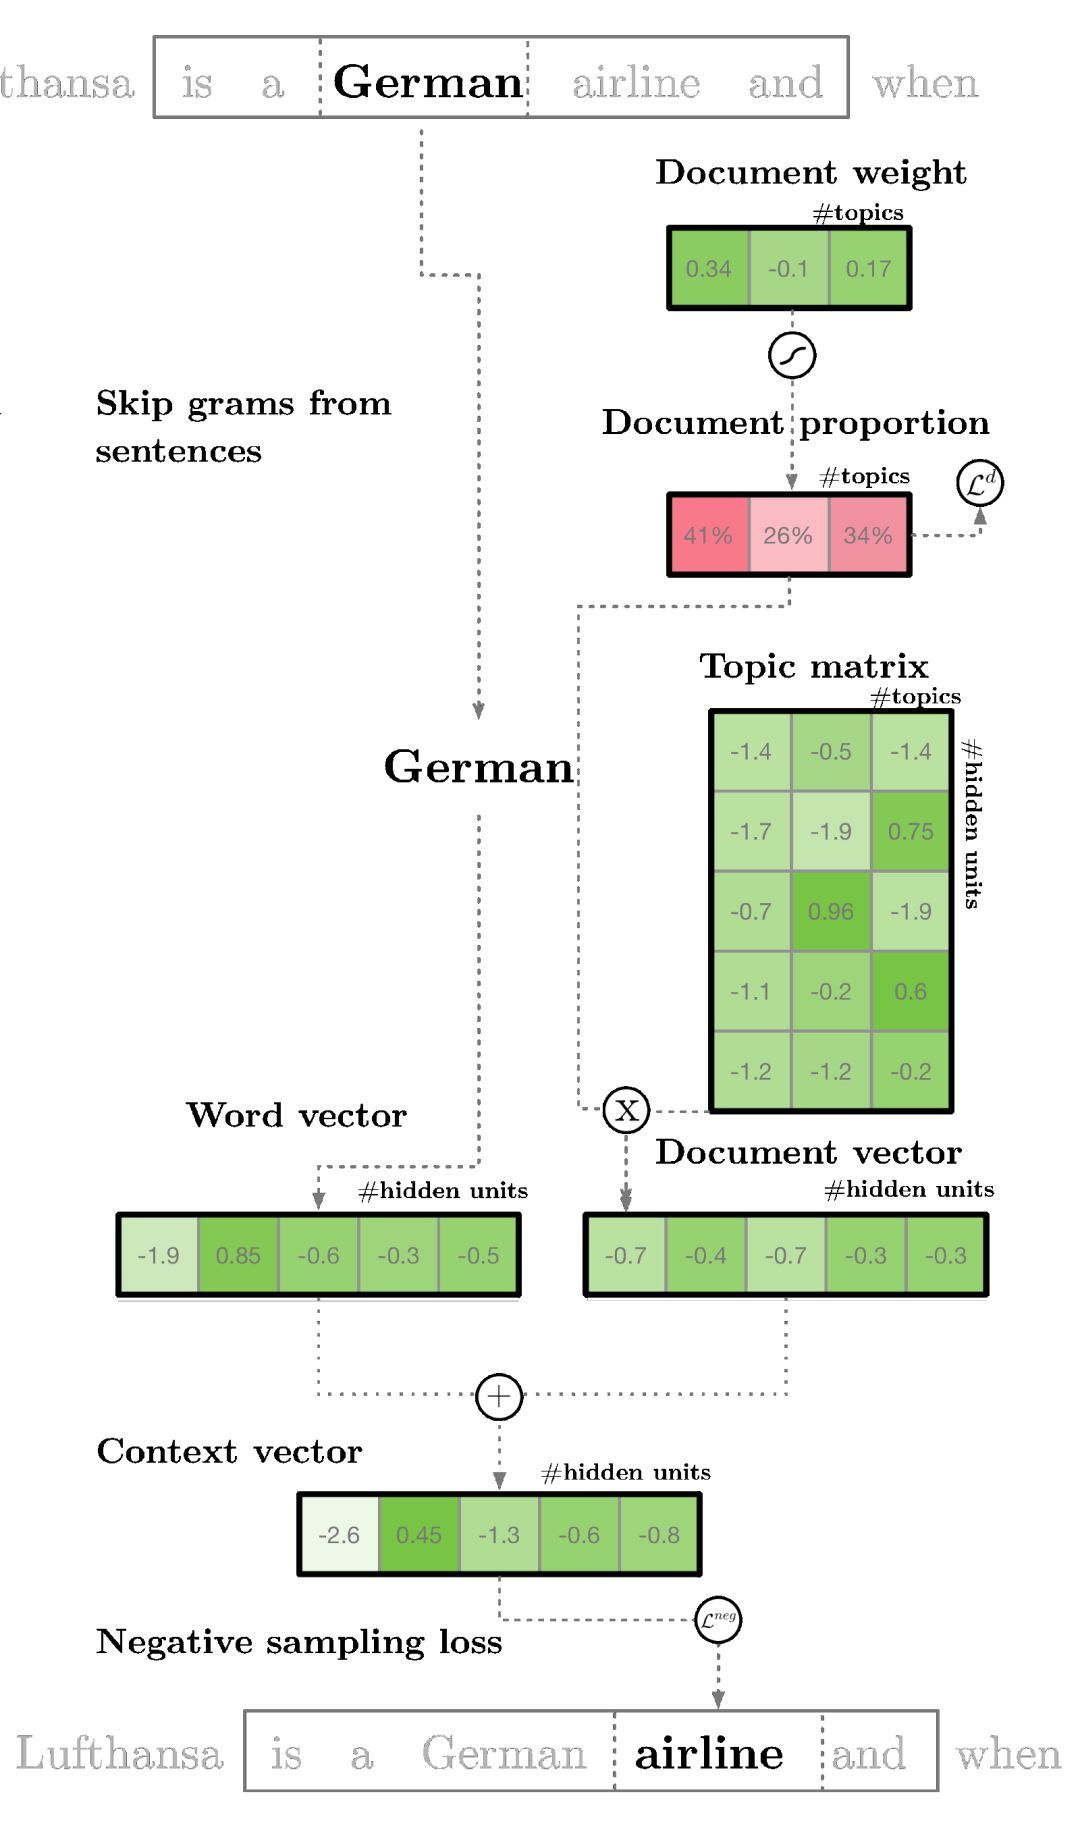 thansa is a German airline and when
Document weight
#topics
0.34 -0.1 0.17
Skip grams from
sentences
Document proportion
#topics
ℒd
41% 26% 34%
Topic matrix
#topics
#hidden units
-1.4 -0.5 -1.4
-1.7 -1.9 0.75
-0.7 0.96 -1.9
-1.1 -0.2 0.6
-1.2 -1.2 -0.2
German
X
Word vector
#hidden units
-1.9 0.85 -0.6 -0.3 -0.5
Document vector
#hidden units
-0.7 -0.4 -0.7 -0.3 -0.3
+
Context vector
#hidden units
-2.6 0.45 -1.3 -0.6 -0.8
ℒneg
Negative sampling loss
Lufthansa is a German airline and when